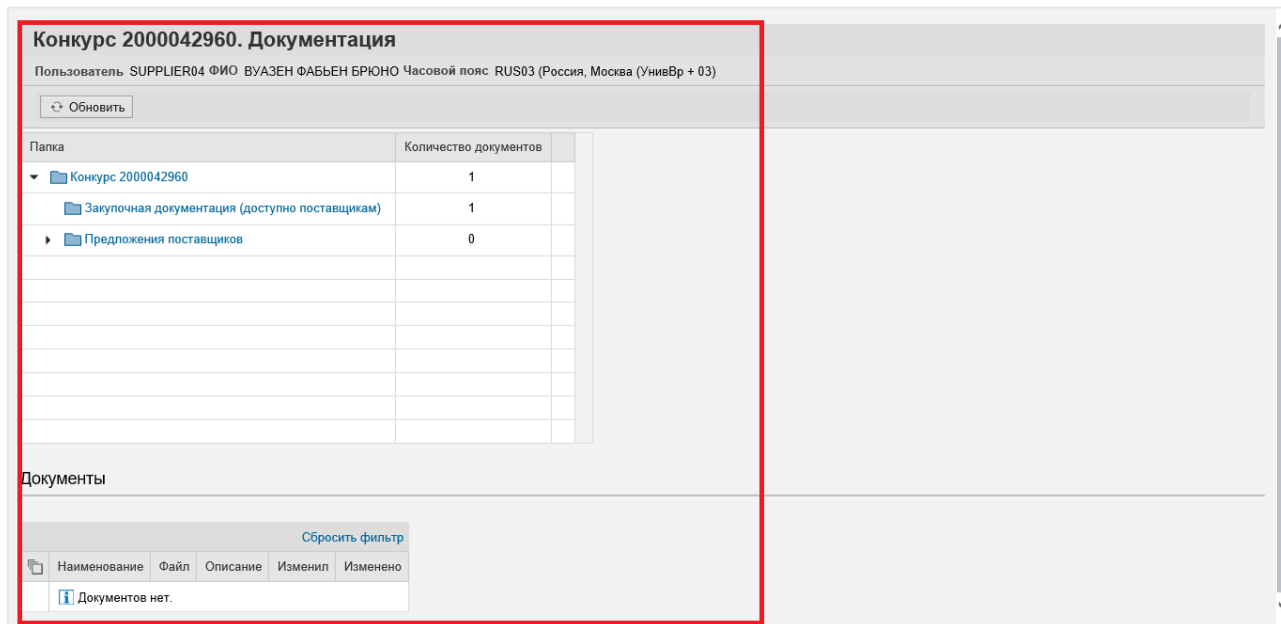 Конкурс 2000042960. Документация
Пользователь SUPPLIER04 ФИО ВУАЗЕН ФАБЬЕН БРЮНО Часовой пояс RUS03 (Россия, Москва (УнивВр + 03)
Обновить
Папка Количество документов
Конкурс 2000042960 1
Закупочная документация (доступно поставщикам) 1
Предложения поставщиков 0
Документы
Сбросить фильтр
Наименование Файл Описание Изменил Изменено
Документов нет.